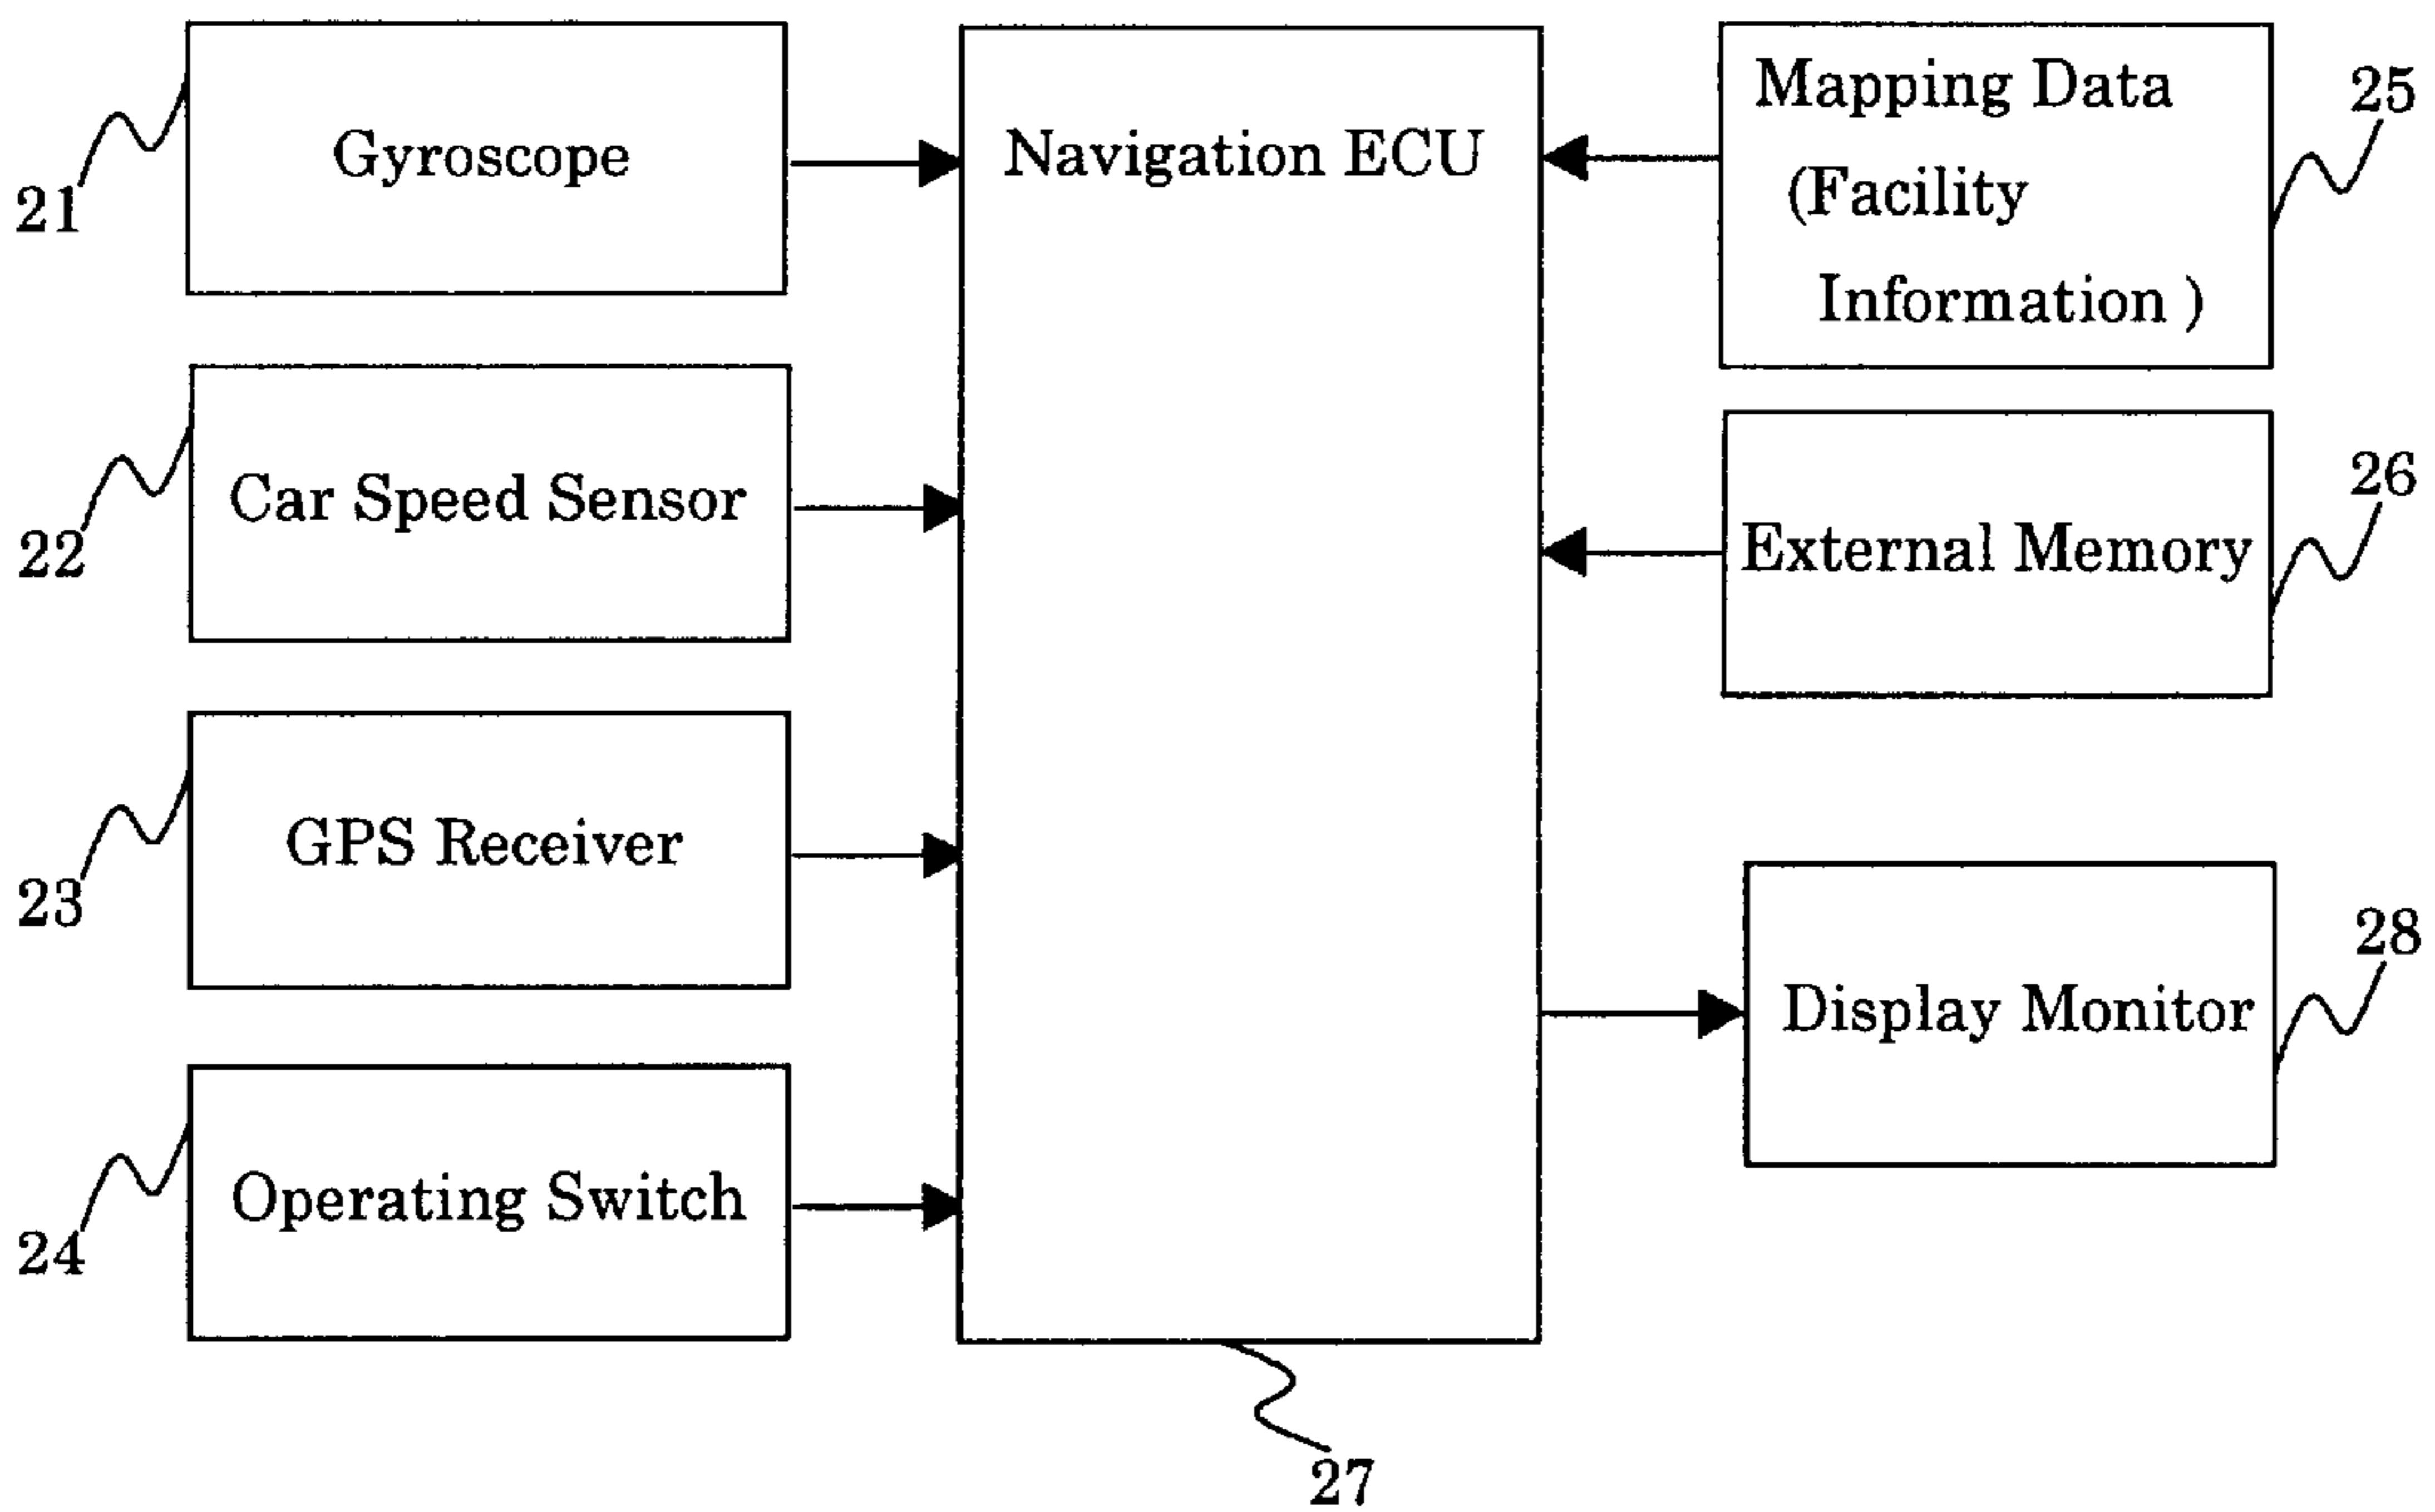 Gyroscope
21
Car Speed Sensor
22
GPS Receiver
23
Operating Switch
24
Navigation ECU
27
Mapping Data
(Facility
Information )
25
External Memory
26
Display Monitor
28